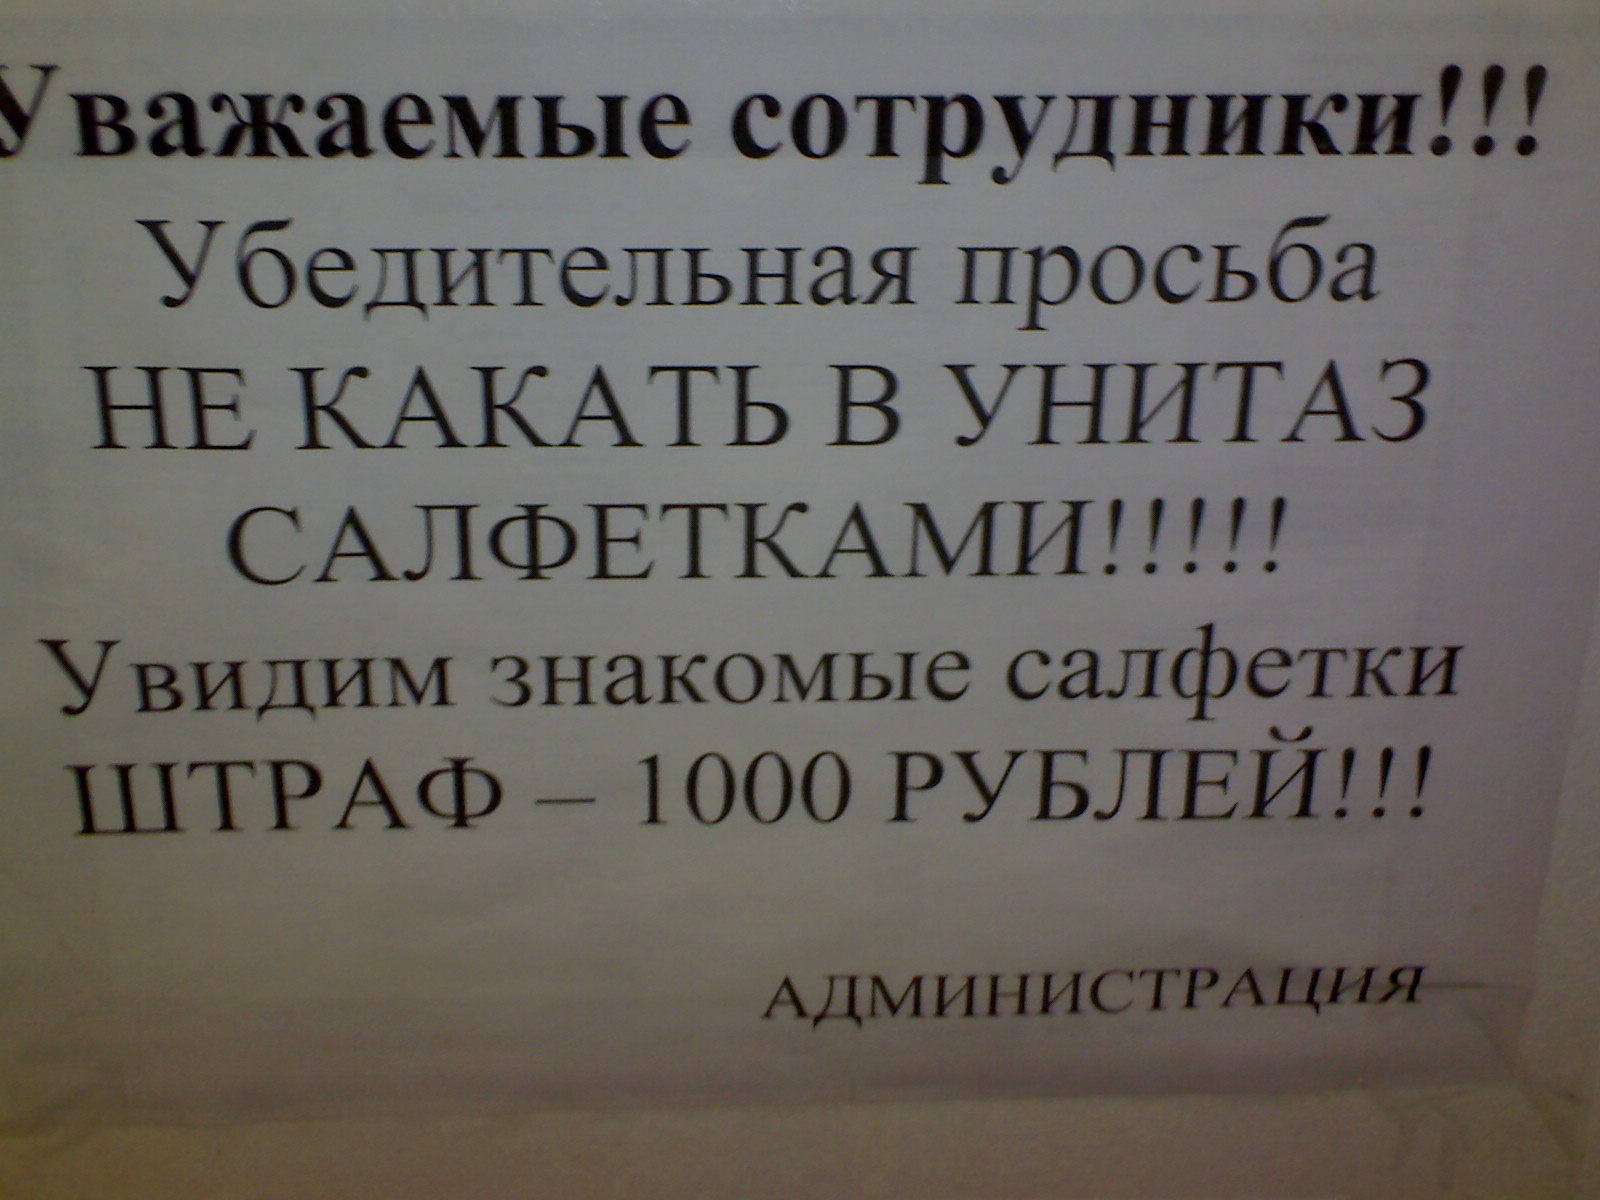 Уважаемые сотрудники!!!
Убедительная просьба
НЕ КАКАТЬ В УНИТАЗ
САЛФЕТКАМИ!!!!!
Увидим знакомые салфетки
ШТРАФ – 1000 РУБЛЕЙ!!!
АДМИНИСТРАЦИЯ